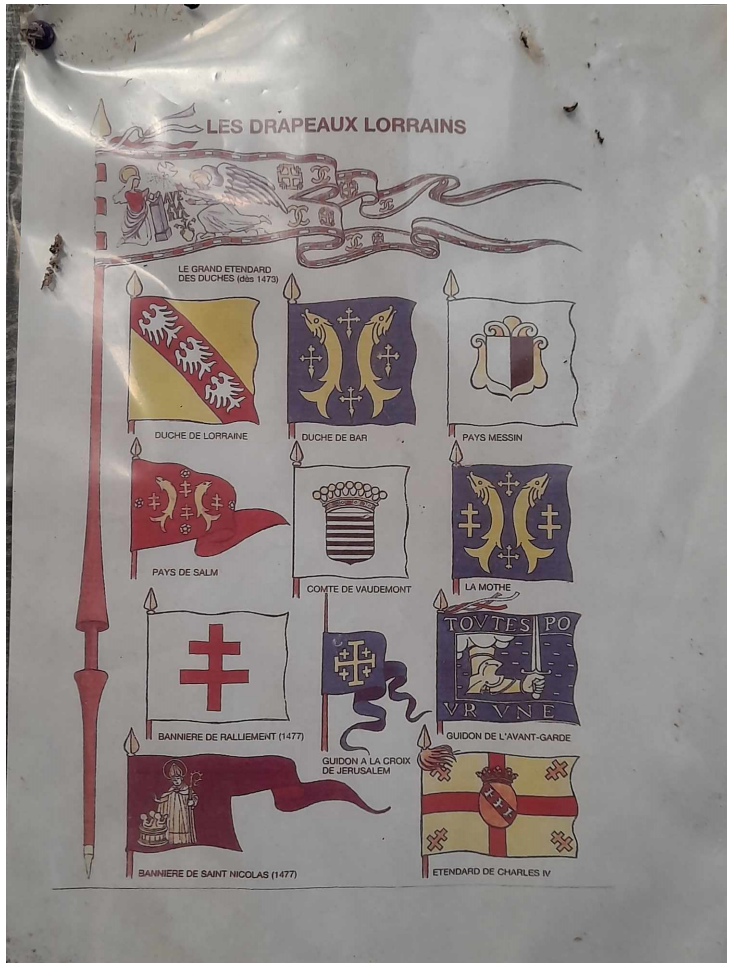 LES DRAPEAUX LORRAINS
AVE
MARIA
LE GRAND ETENDARD
DES DUCHES (dès 1473)
DUCHE DE LORRAINE
DUCHE DE BAR
PAYS MESSIN
PAYS DE SALM
COMTE DE VAUDEMONT
LA MOTHE
TOVTES PO
VR VNE
BANNIERE DE RALLIEMENT (1477)
GUIDON A LA CROIX
DE JERUSALEM
GUIDON DE L'AVANT-GARDE
BANNIERE DE SAINT NICOLAS (1477)
ETENDARD DE CHARLES IV